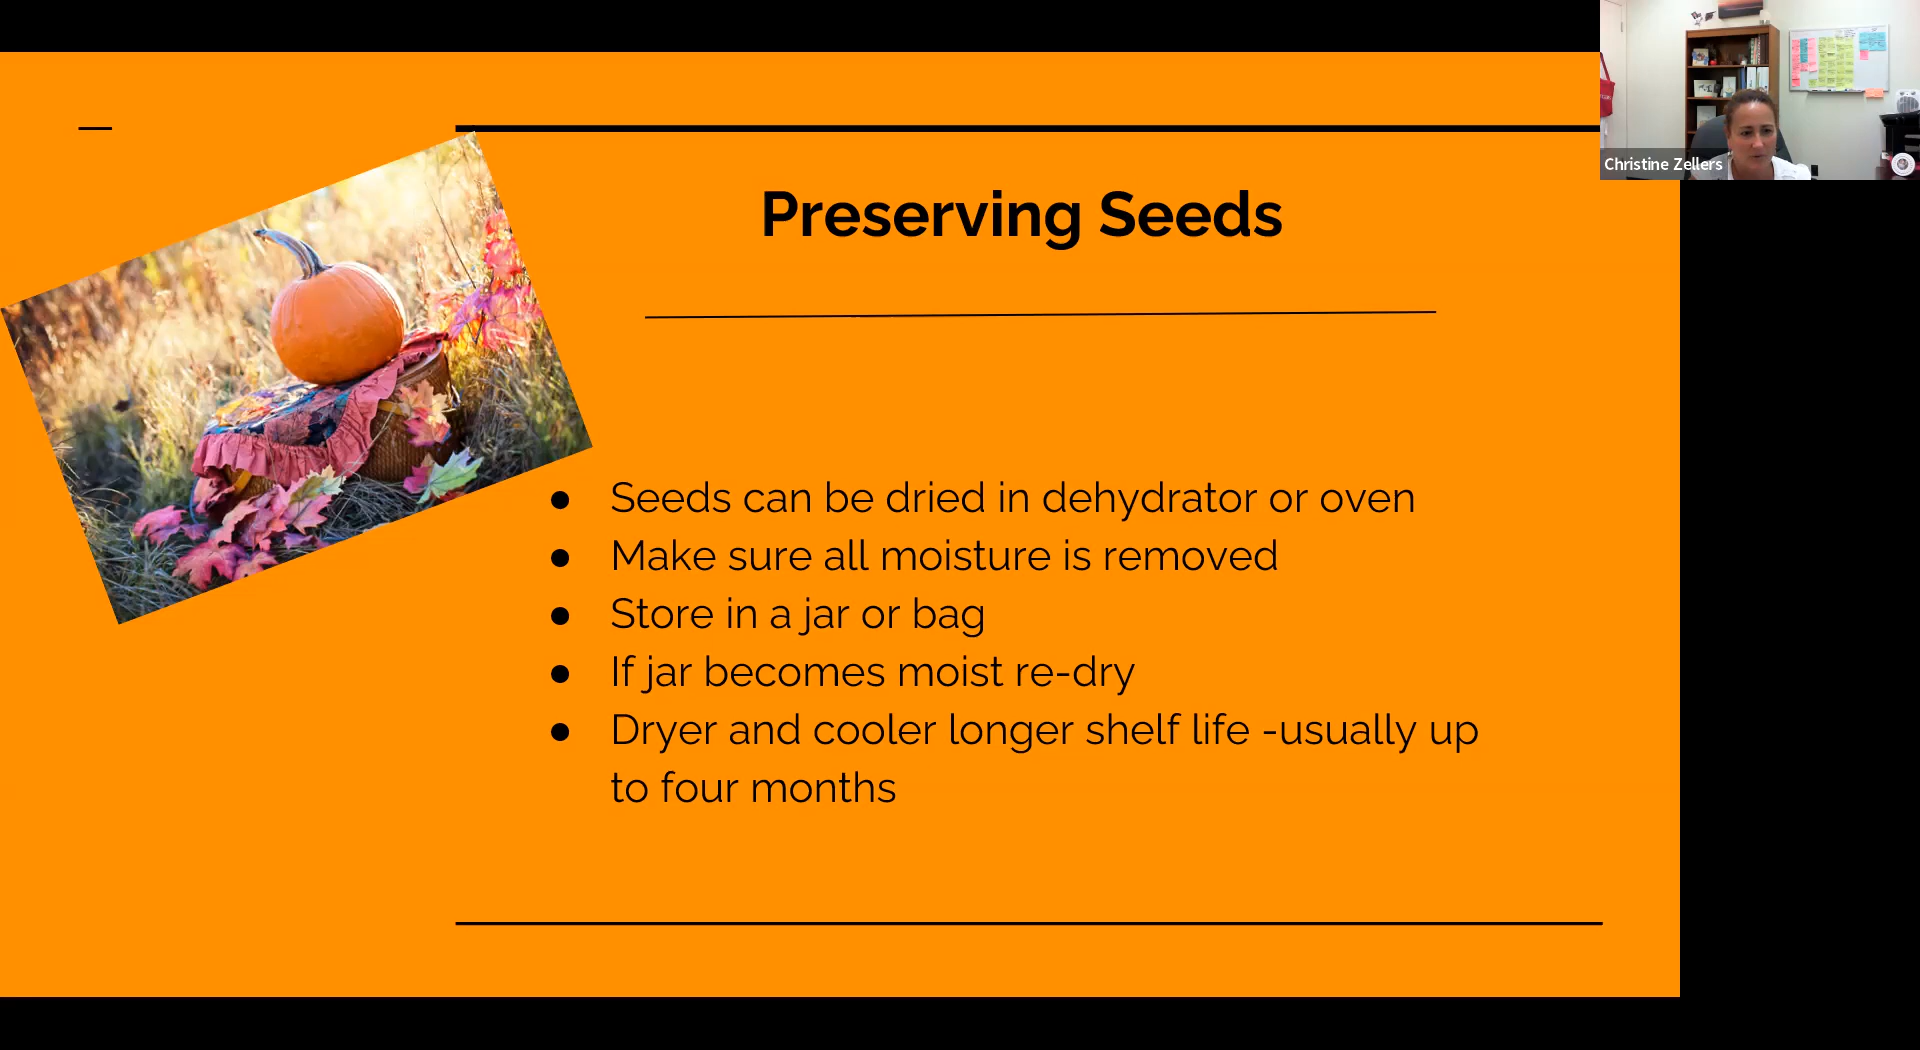 Christine Zellers
Preserving Seeds
● Seeds can be dried in dehydrator or oven
● Make sure all moisture is removed
● Store in a jar or bag
● If jar becomes moist re-dry
● Dryer and cooler longer shelf life -usually up
to four months